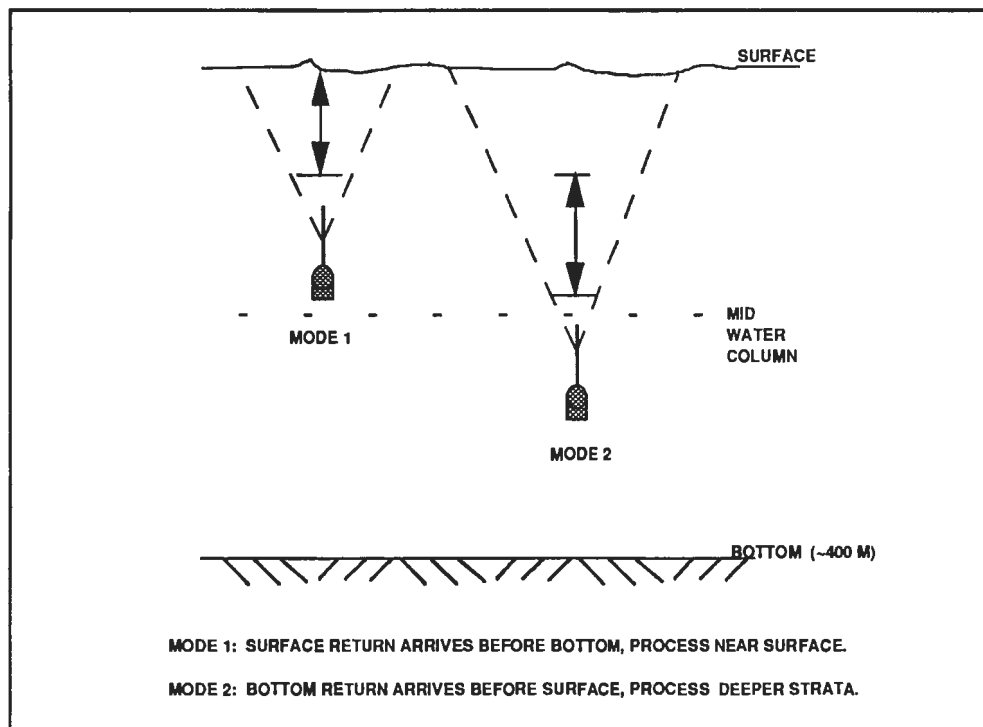 SURFACE
MODE 1
MID
WATER
COLUMN
MODE 2
BOTTOM (~400 M)
MODE 1: SURFACE RETURN ARRIVES BEFORE BOTTOM, PROCESS NEAR SURFACE.
MODE 2: BOTTOM RETURN ARRIVES BEFORE SURFACE, PROCESS DEEPER STRATA.